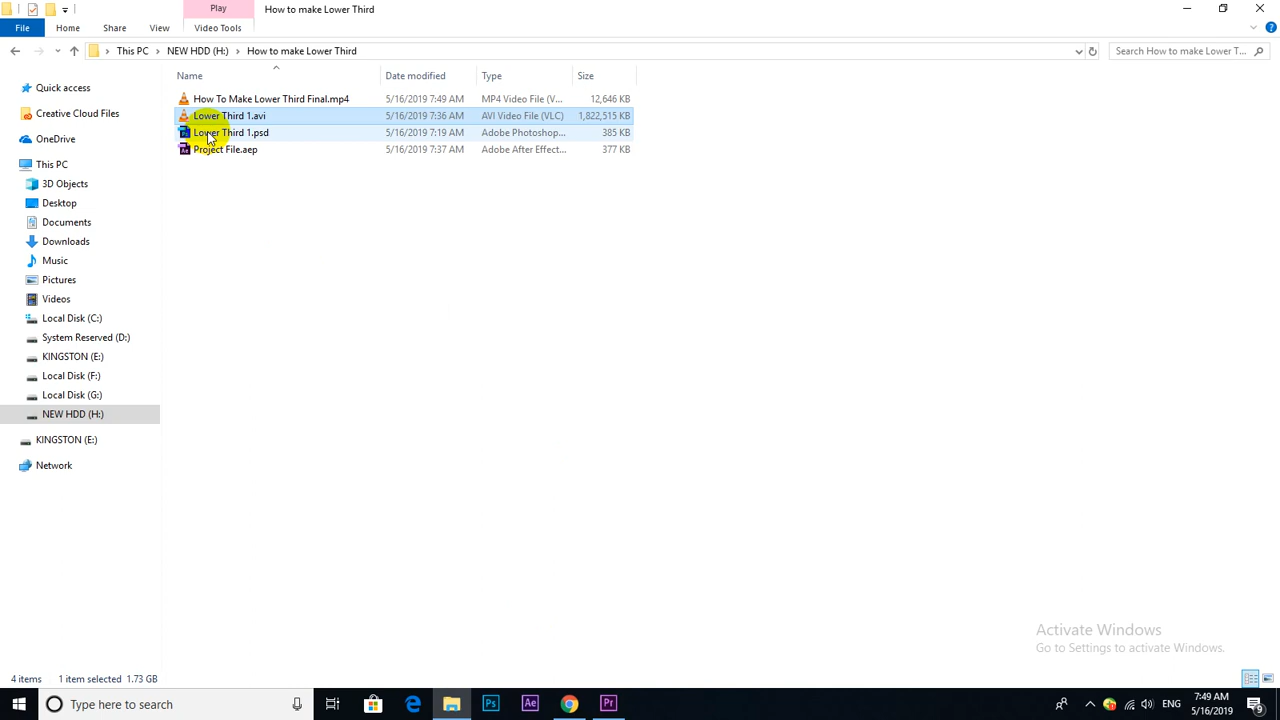 Play
How to make Lower Third
File
Home
Share
View
Video Tools
This PC
NEW HDD (H:)
How to make Lower Third
Search How to make Lower T...
Name
Date modified
Type
Size
How To Make Lower Third Final.mp4
5/16/2019 7:49 AM
MP4 Video File (V...
12,646 KB
Lower Third 1.avi
5/16/2019 7:36 AM
AVI Video File (VLC)
1,822,515 KB
Lower Third 1.psd
5/16/2019 7:19 AM
Adobe Photoshop...
385 KB
Project File.aep
5/16/2019 7:37 AM
Adobe After Effect...
377 KB
Quick access
Creative Cloud Files
OneDrive
This PC
3D Objects
Desktop
Documents
Downloads
Music
Pictures
Videos
Local Disk (C:)
System Reserved (D:)
KINGSTON (E:)
Local Disk (F:)
Local Disk (G:)
NEW HDD (H:)
KINGSTON (E:)
Network
Activate Windows
Go to Settings to activate Windows.
4 items
1 item selected 1.73 GB
Type here to search
Ps
Ae
Pr
ENG
7:49 AM
5/16/2019
9